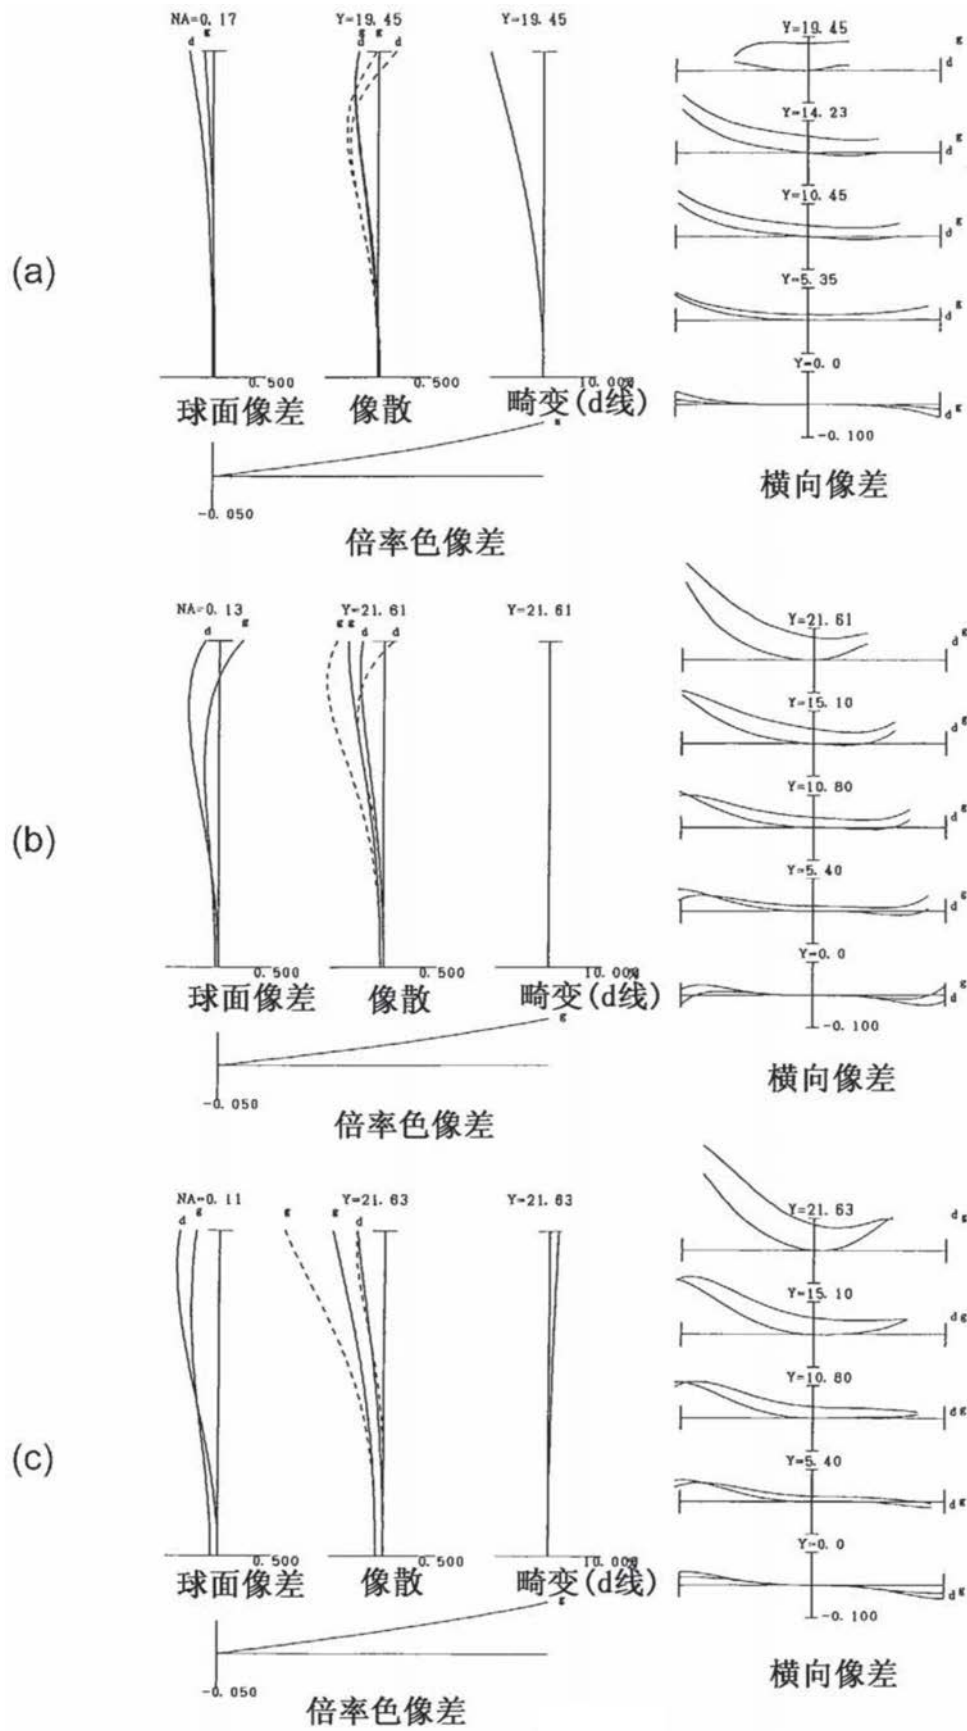 (a)
NA=0.17
d g
Y=19.45
g g
d d
Y=19.45
0.500
0.500
10.000%
球面像差
像散
畸变(d线)
-0.050
倍率色像差
Y=19.45
d g
Y=14.23
d g
Y=10.45
d g
Y=5.35
d g
Y=0.0
d g
-0.100
横向像差
(b)
NA=0.13
d g
Y=21.61
g g d d
Y=21.61
0.500
0.500
10.000%
球面像差
像散
畸变(d线)
g
-0.050
倍率色像差
Y=21.61
d g
Y=15.10
d g
Y=10.80
d g
Y=5.40
d g
Y=0.0
d g
-0.100
横向像差
(c)
NA=0.11
d g
Y=21.63
g g d
Y=21.63
0.500
0.500
10.000%
球面像差
像散
畸变(d线)
g
-0.050
倍率色像差
Y=21.63
d g
Y=15.10
d g
Y=10.80
d g
Y=5.40
d g
Y=0.0
d g
-0.100
横向像差